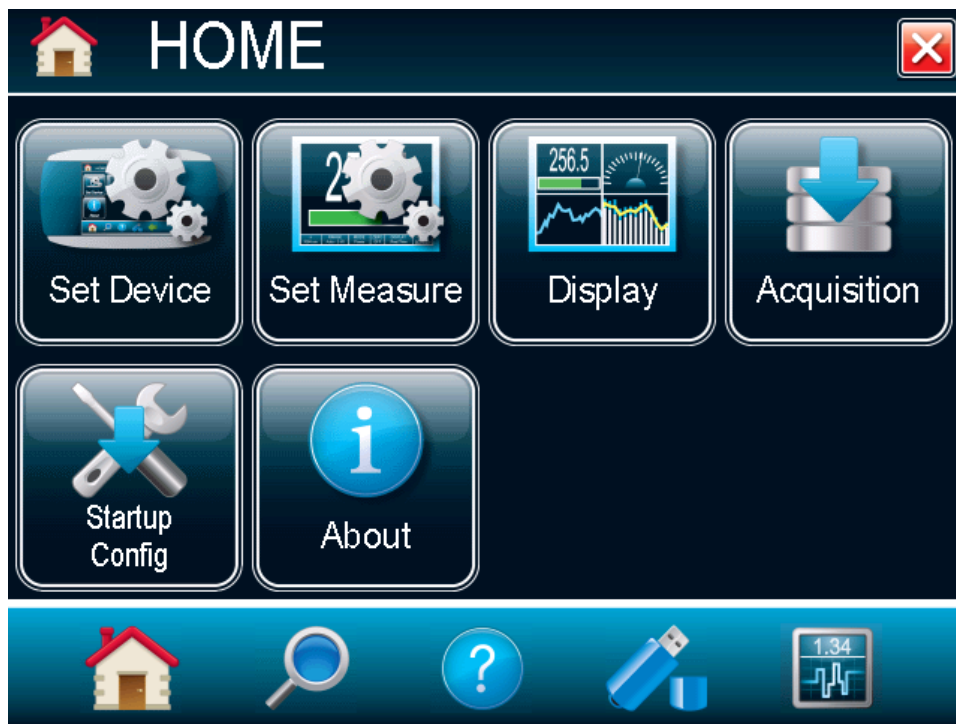 HOME
Set Device
Set Measure
256.5
Display
Acquisition
Startup
Config
i
About
?
1.34